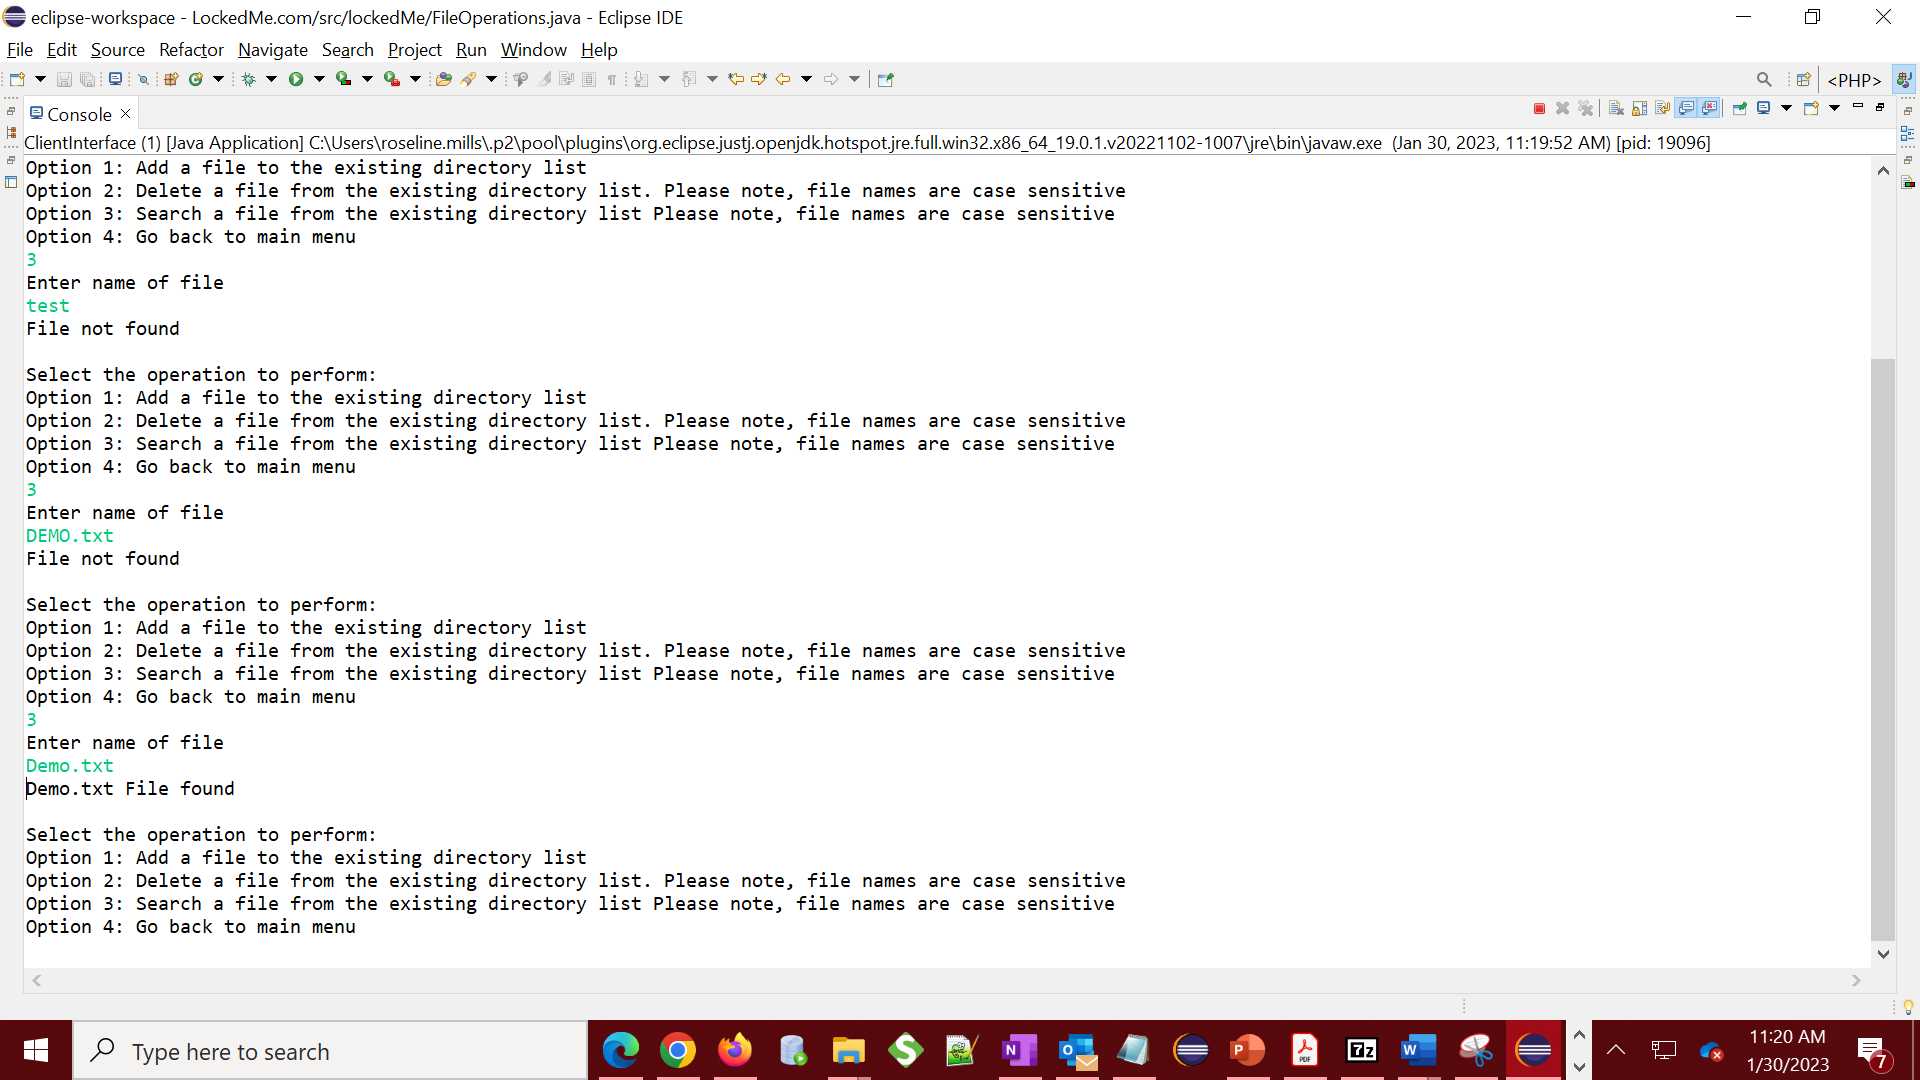 eclipse-workspace - LockedMe.com/src/lockedMe/FileOperations.java - Eclipse IDE
File Edit Source Refactor Navigate Search Project Run Window Help
<PHP>
Console
ClientInterface (1) [Java Application] C:\Users\roseline.mills\.p2\pool\plugins\org.eclipse.justj.openjdk.hotspot.jre.full.win32.x86_64_19.0.1.v20221102-1007\jre\bin\javaw.exe (Jan 30, 2023, 11:19:52 AM) [pid: 19096]
Option 1: Add a file to the existing directory list
Option 2: Delete a file from the existing directory list. Please note, file names are case sensitive
Option 3: Search a file from the existing directory list Please note, file names are case sensitive
Option 4: Go back to main menu
3
Enter name of file
test
File not found
Select the operation to perform:
Option 1: Add a file to the existing directory list
Option 2: Delete a file from the existing directory list. Please note, file names are case sensitive
Option 3: Search a file from the existing directory list Please note, file names are case sensitive
Option 4: Go back to main menu
3
Enter name of file
DEMO.txt
File not found
Select the operation to perform:
Option 1: Add a file to the existing directory list
Option 2: Delete a file from the existing directory list. Please note, file names are case sensitive
Option 3: Search a file from the existing directory list Please note, file names are case sensitive
Option 4: Go back to main menu
3
Enter name of file
Demo.txt
Demo.txt File found
Select the operation to perform:
Option 1: Add a file to the existing directory list
Option 2: Delete a file from the existing directory list. Please note, file names are case sensitive
Option 3: Search a file from the existing directory list Please note, file names are case sensitive
Option 4: Go back to main menu
Type here to search
11:20 AM
1/30/2023
7